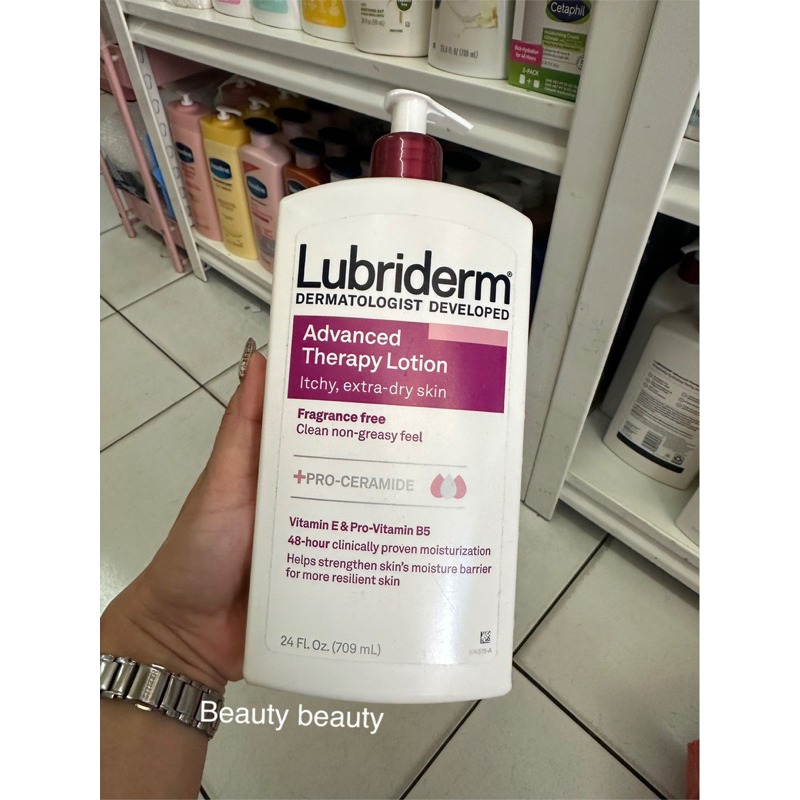 Cetaphil
Lubriderm®
DERMATOLOGIST DEVELOPED
Advanced
Therapy Lotion
Itchy, extra-dry skin
Fragrance free
Clean non-greasy feel
+PRO-CERAMIDE
Vitamin E & Pro-Vitamin B5
48-hour clinically proven moisturization
Helps strengthen skin's moisture barrier
for more resilient skin
24 Fl. Oz. (709 mL)
Beauty beauty